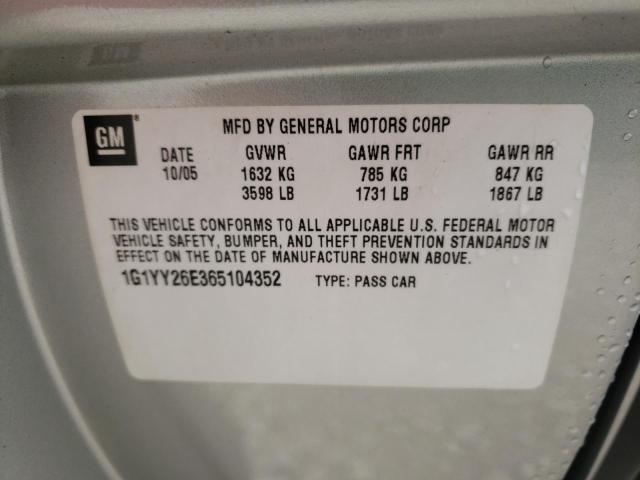 GM ®
MFD BY GENERAL MOTORS CORP
DATE GVWR GAWR FRT GAWR RR
10/05 1632 KG 785 KG 847 KG
3598 LB 1731 LB 1867 LB
THIS VEHICLE CONFORMS TO ALL APPLICABLE U.S. FEDERAL MOTOR
VEHICLE SAFETY, BUMPER, AND THEFT PREVENTION STANDARDS IN
EFFECT ON THE DATE OF MANUFACTURE SHOWN ABOVE.
1G1YY26E365104352 TYPE: PASS CAR